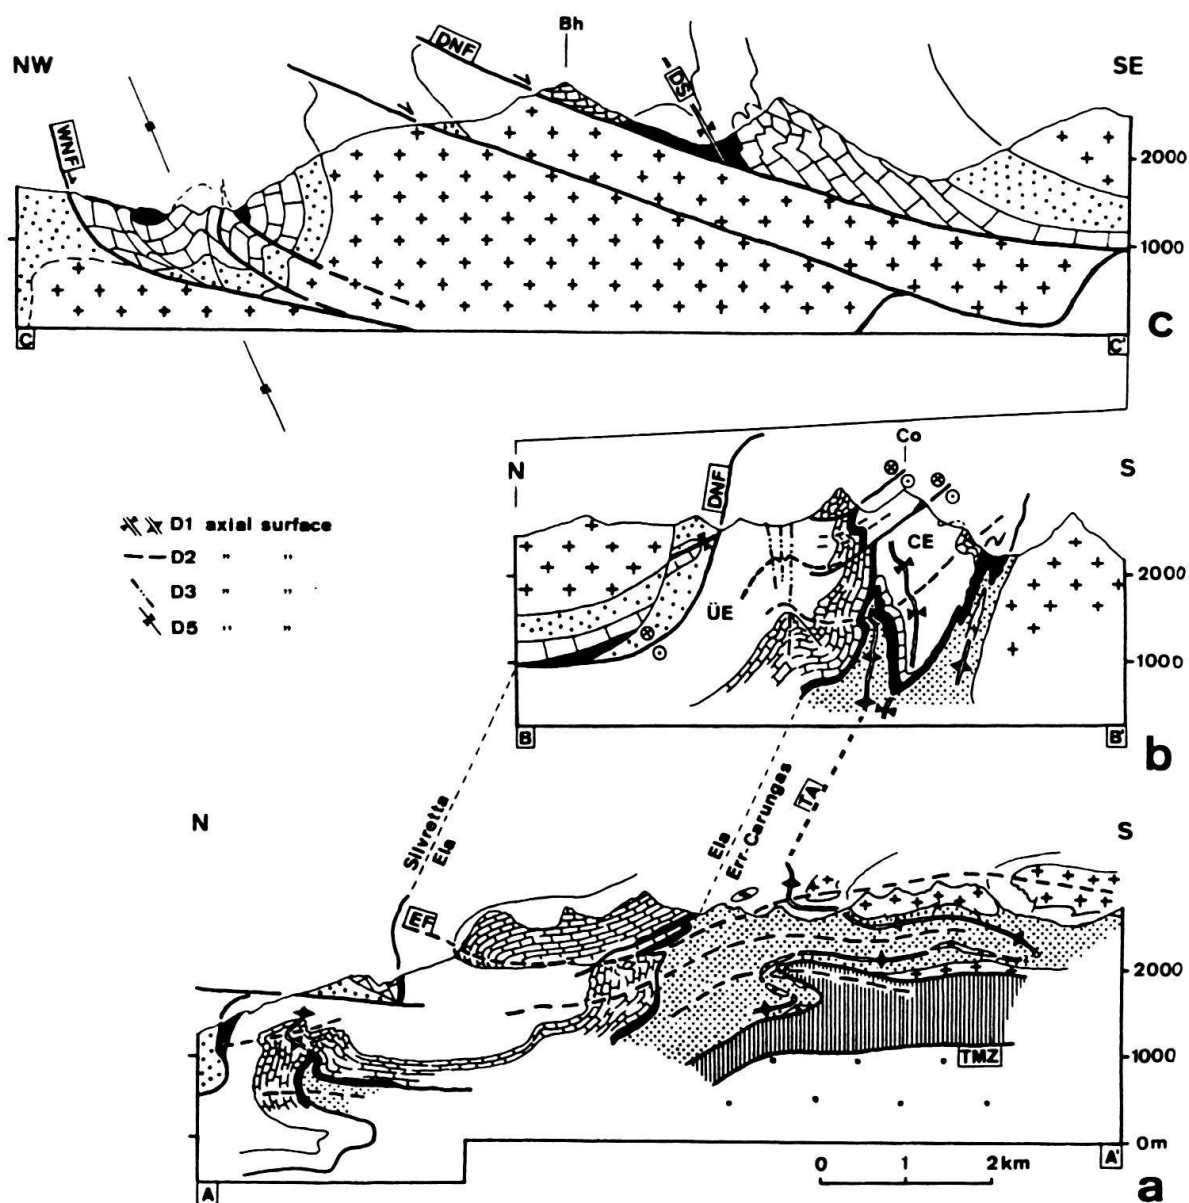 Bh
NW
DNF
DS
SE
WNF
2000
1000
C
C'
C
Co
N
S
DNF
CE
2000
ÜE
1000
D1 axial surface
D2 " "
D3 " "
D5 " "
B
B'
b
Silvretta
Ela
Ela
Err-Carungas
TA
N
S
EF
2000
1000
TMZ
0m
0 1 2km
A
A'
a